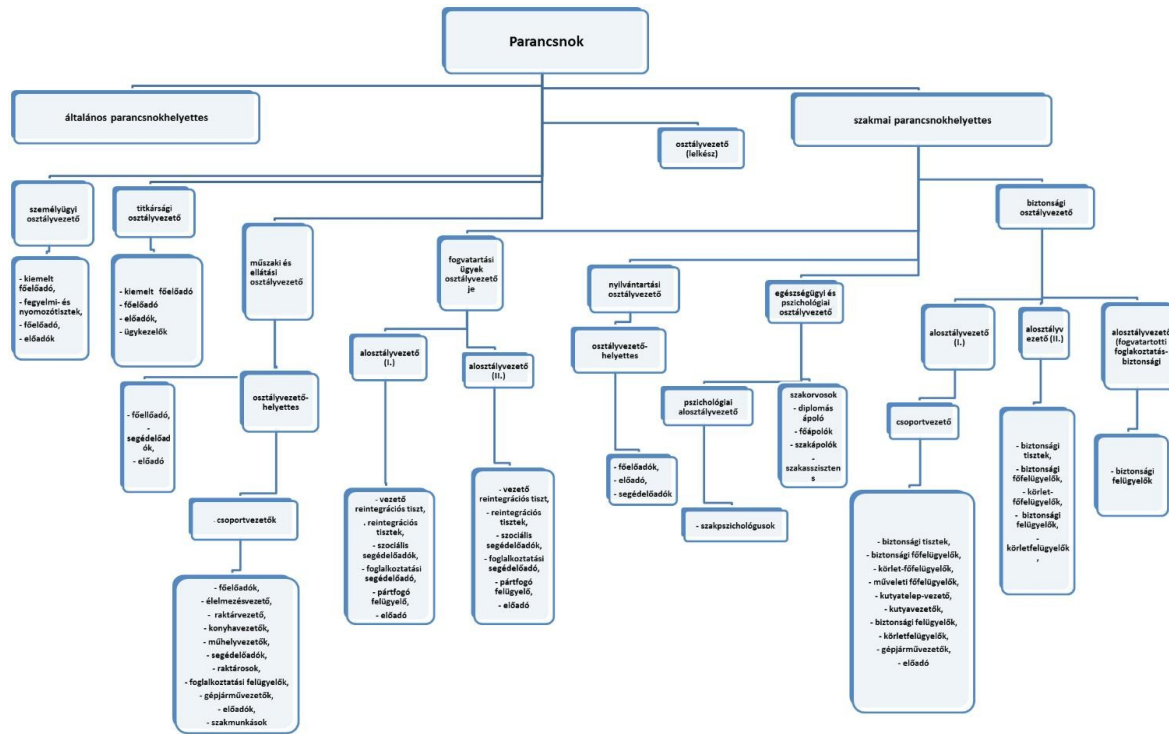 Parancsnok
általános parancsnokhelyettes
szakmai parancsnokhelyettes
osztályvezető
(lelkész)
személyügyi
osztályvezető
titkársági
osztályvezető
biztonsági
osztályvezető
műszaki és
ellátási
osztályvezető
fogvatartási
ügyek
osztályvezető
je
nyilvántartási
osztályvezető
egészségügyi és
pszichológiai
osztályvezető
- kiemelt
főelőadó,
- fegyelmi- és
nyomozótisztek,
- főelőadó,
- előadók
- kiemelt főelőadó
- főelőadó
- előadók,
- ügykezelők
alosztályvezető
(I.)
alosztályvezető
(II.)
osztályvezető-
helyettes
alosztályvezető
(I.)
alosztályv
ezető (II.)
alosztályvezető
(fogvatartotti
foglakoztatás-
biztonsági
- főelőadó,
-
segédelőad
ók,
- előadó
osztályvezető-
helyettes
pszichológiai
alosztályvezető
szakorvosok
- diplomás
ápoló
- főápolók
- szakápolók
-
szakasszisztén
s
csoportvezető
- főelőadók,
- előadó,
- segédelőadók
- biztonsági
tisztek,
- biztonsági
főfelügyelők,
- körlet-
főfelügyelők,
- biztonsági
felügyelők,
-
körletfelügyelők
,
- biztonsági
felügyelők
- csoportvezetők
- vezető
reintegrációs tiszt,
. reintegrációs
tisztek,
- szociális
segédelőadók,
- foglalkoztatási
segédelőadó,
- pártfogó
felügyelő,
- előadó
- vezető
reintegrációs tiszt,
- reintegrációs
tisztek,
- szociális
segédelőadók,
- foglalkoztatási
segédelőadó,
- pártfogó
felügyelő,
- előadó
- szakpszichológusok
- biztonsági tisztek,
- biztonsági főfelügyelők,
- körlet-főfelügyelők,
- műveleti főfelügyelők,
- kutyatelep-vezető,
- kutyavezetők,
- biztonsági felügyelők,
- körletfelügyelők,
- gépjárművezetők,
- előadó
- főelőadók,
- élelmezésvezető,
- raktárvezető,
- konyhavezetők,
- műhelyvezetők,
- segédelőadók,
- raktárosok,
- foglalkoztatási felügyelők,
- gépjárművezetők,
- előadók,
- szakmunkások